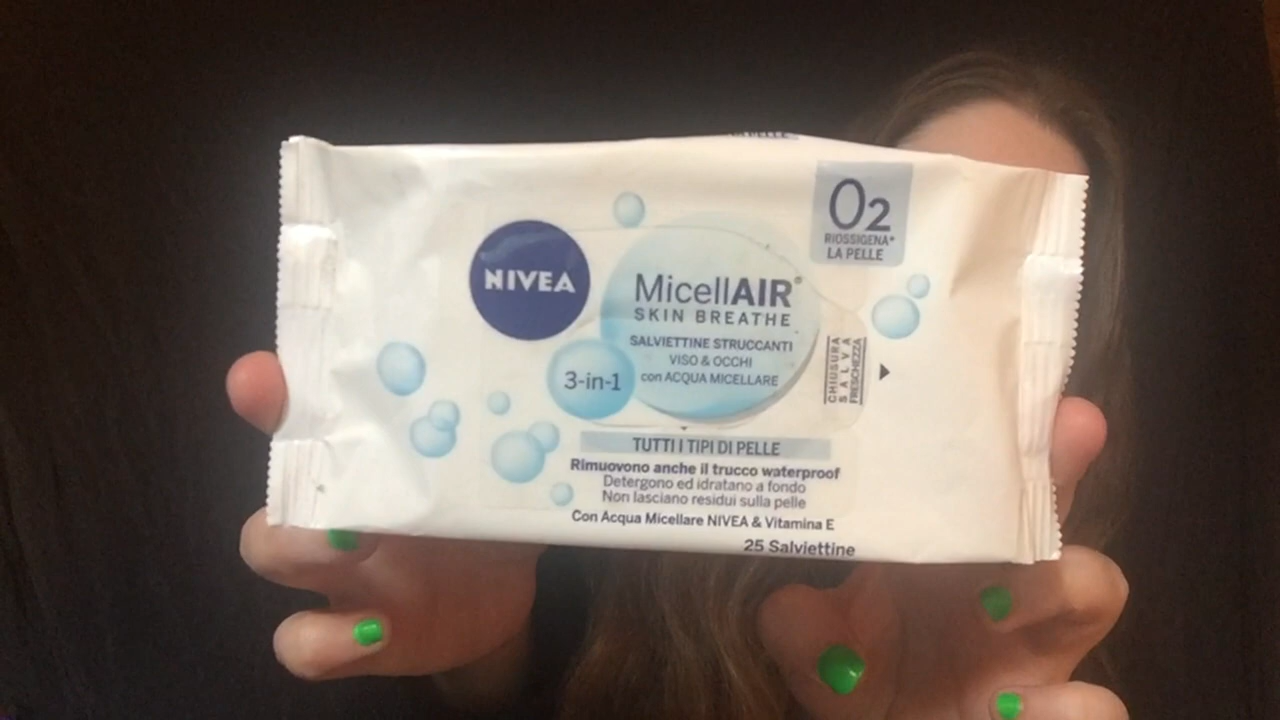 O2
RIOSSIGENA*
LA PELLE
NIVEA
MicellAIR®
SKIN BREATHE
SALVIETTINE STRUCCANTI
VISO & OCCHI
con ACQUA MICELLARE
3-in-1
CHIUSURA
SALVA
FRESCHEZZA
TUTTI I TIPI DI PELLE
Rimuovono anche il trucco waterproof
Detergono ed idratano a fondo
Non lasciano residui sulla pelle
Con Acqua Micellare NIVEA & Vitamina E
25 Salviettine